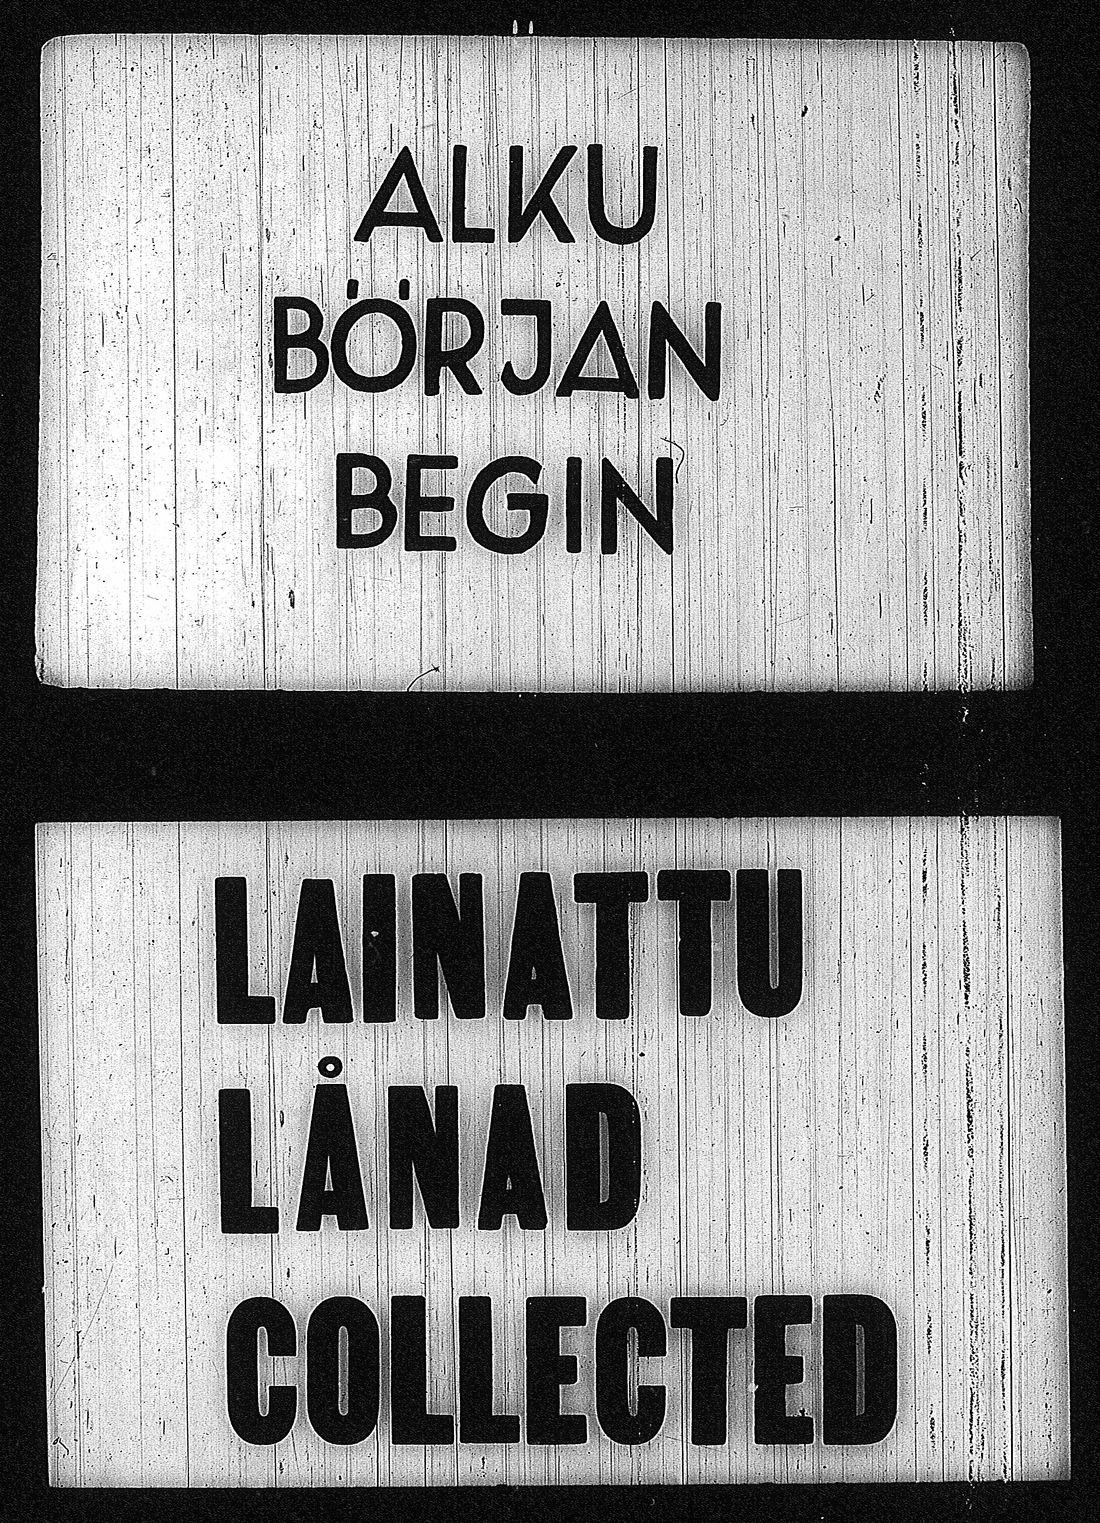 ALKU
BÖRJAN
BEGIN
LAINATTU
LÅNAD
COLLECTED